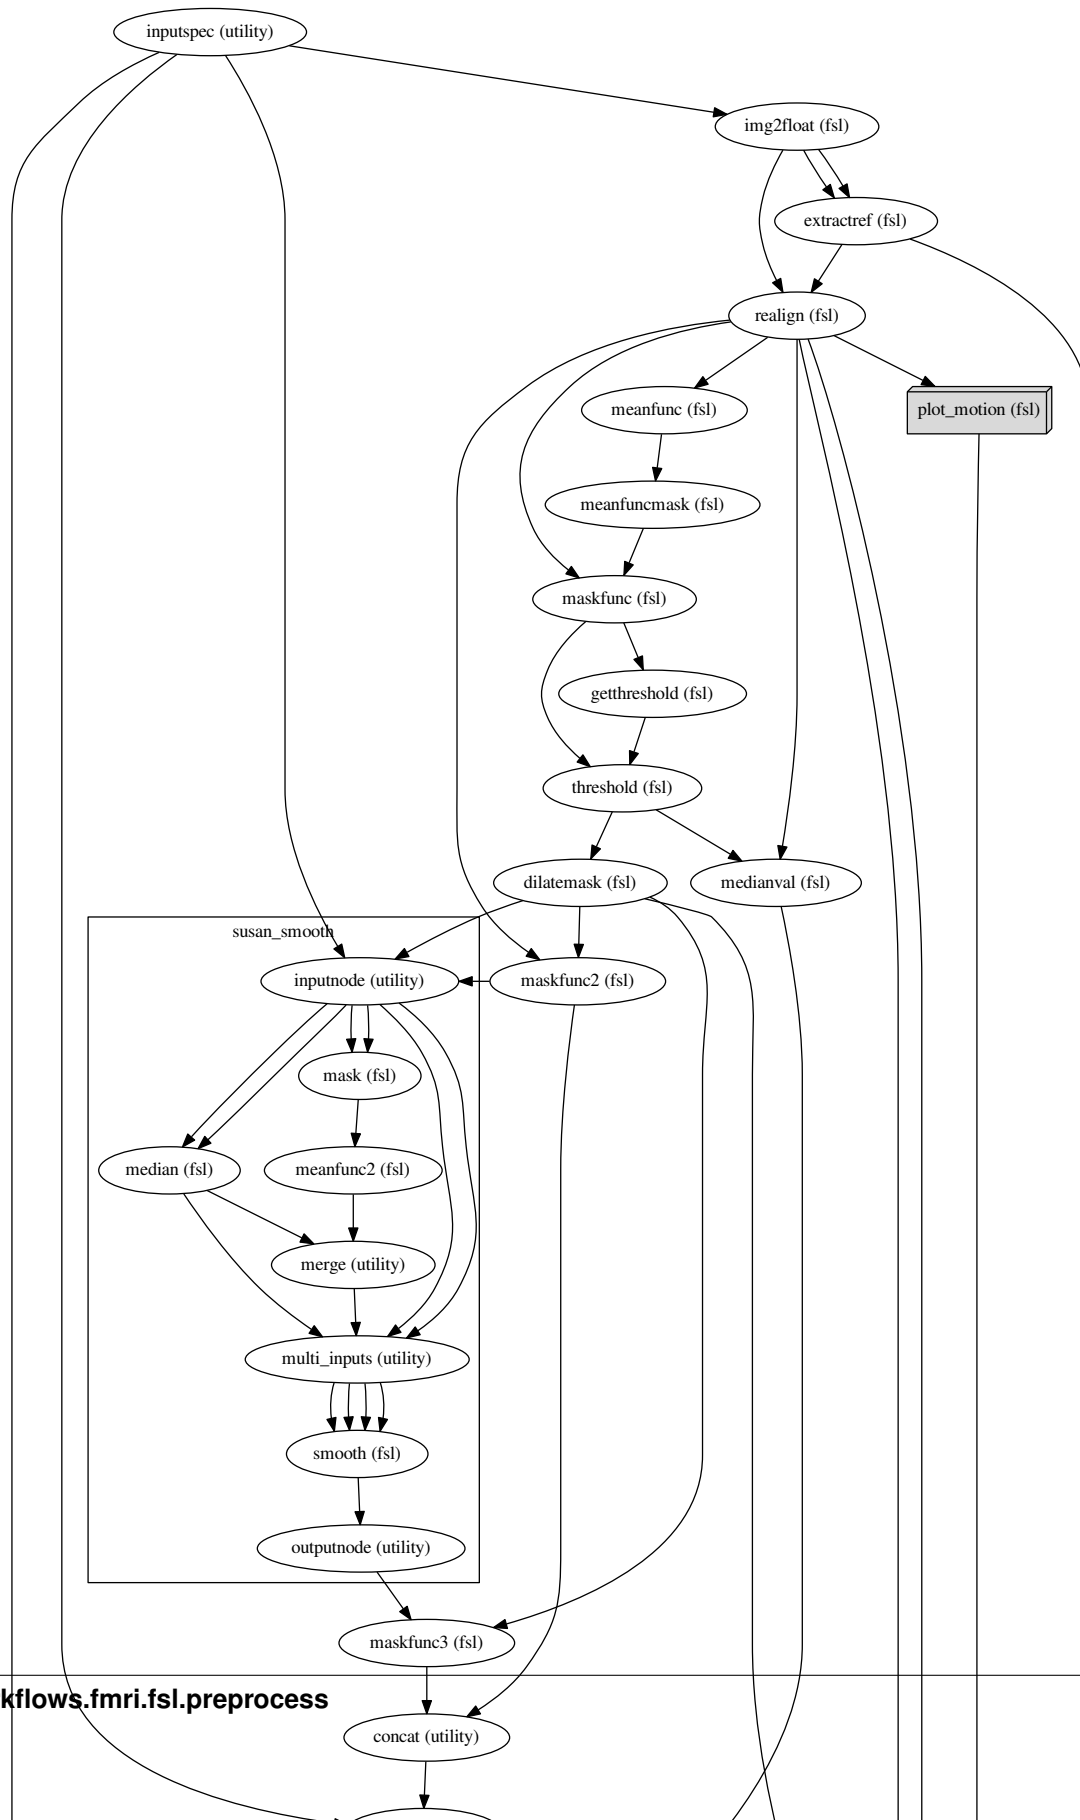 inputspec (utility)
img2float (fsl)
extractref (fsl)
realign (fsl)
meanfunc (fsl)
plot_motion (fsl)
meanfuncmask (fsl)
maskfunc (fsl)
getthreshold (fsl)
threshold (fsl)
dilatemask (fsl)
medianval (fsl)
susan_smooth
inputnode (utility)
maskfunc2 (fsl)
mask (fsl)
median (fsl)
meanfunc2 (fsl)
merge (utility)
multi_inputs (utility)
smooth (fsl)
outputnode (utility)
maskfunc3 (fsl)
kflows.fmri.fsl.preprocess
concat (utility)